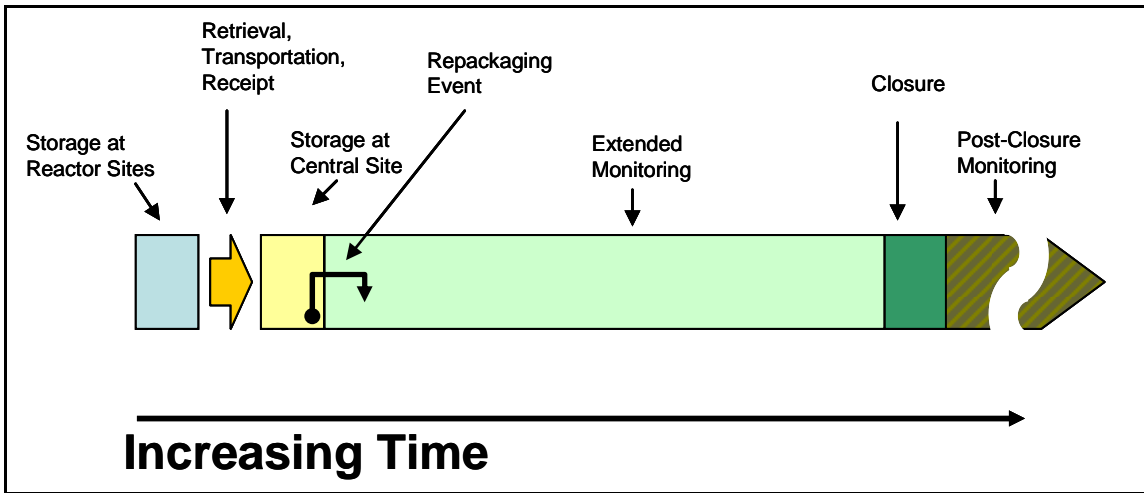 Retrieval,
Transportation,
Receipt
Repackaging
Event
Closure
Storage at
Reactor Sites
Storage at
Central Site
Extended
Monitoring
Post-Closure
Monitoring
Increasing Time